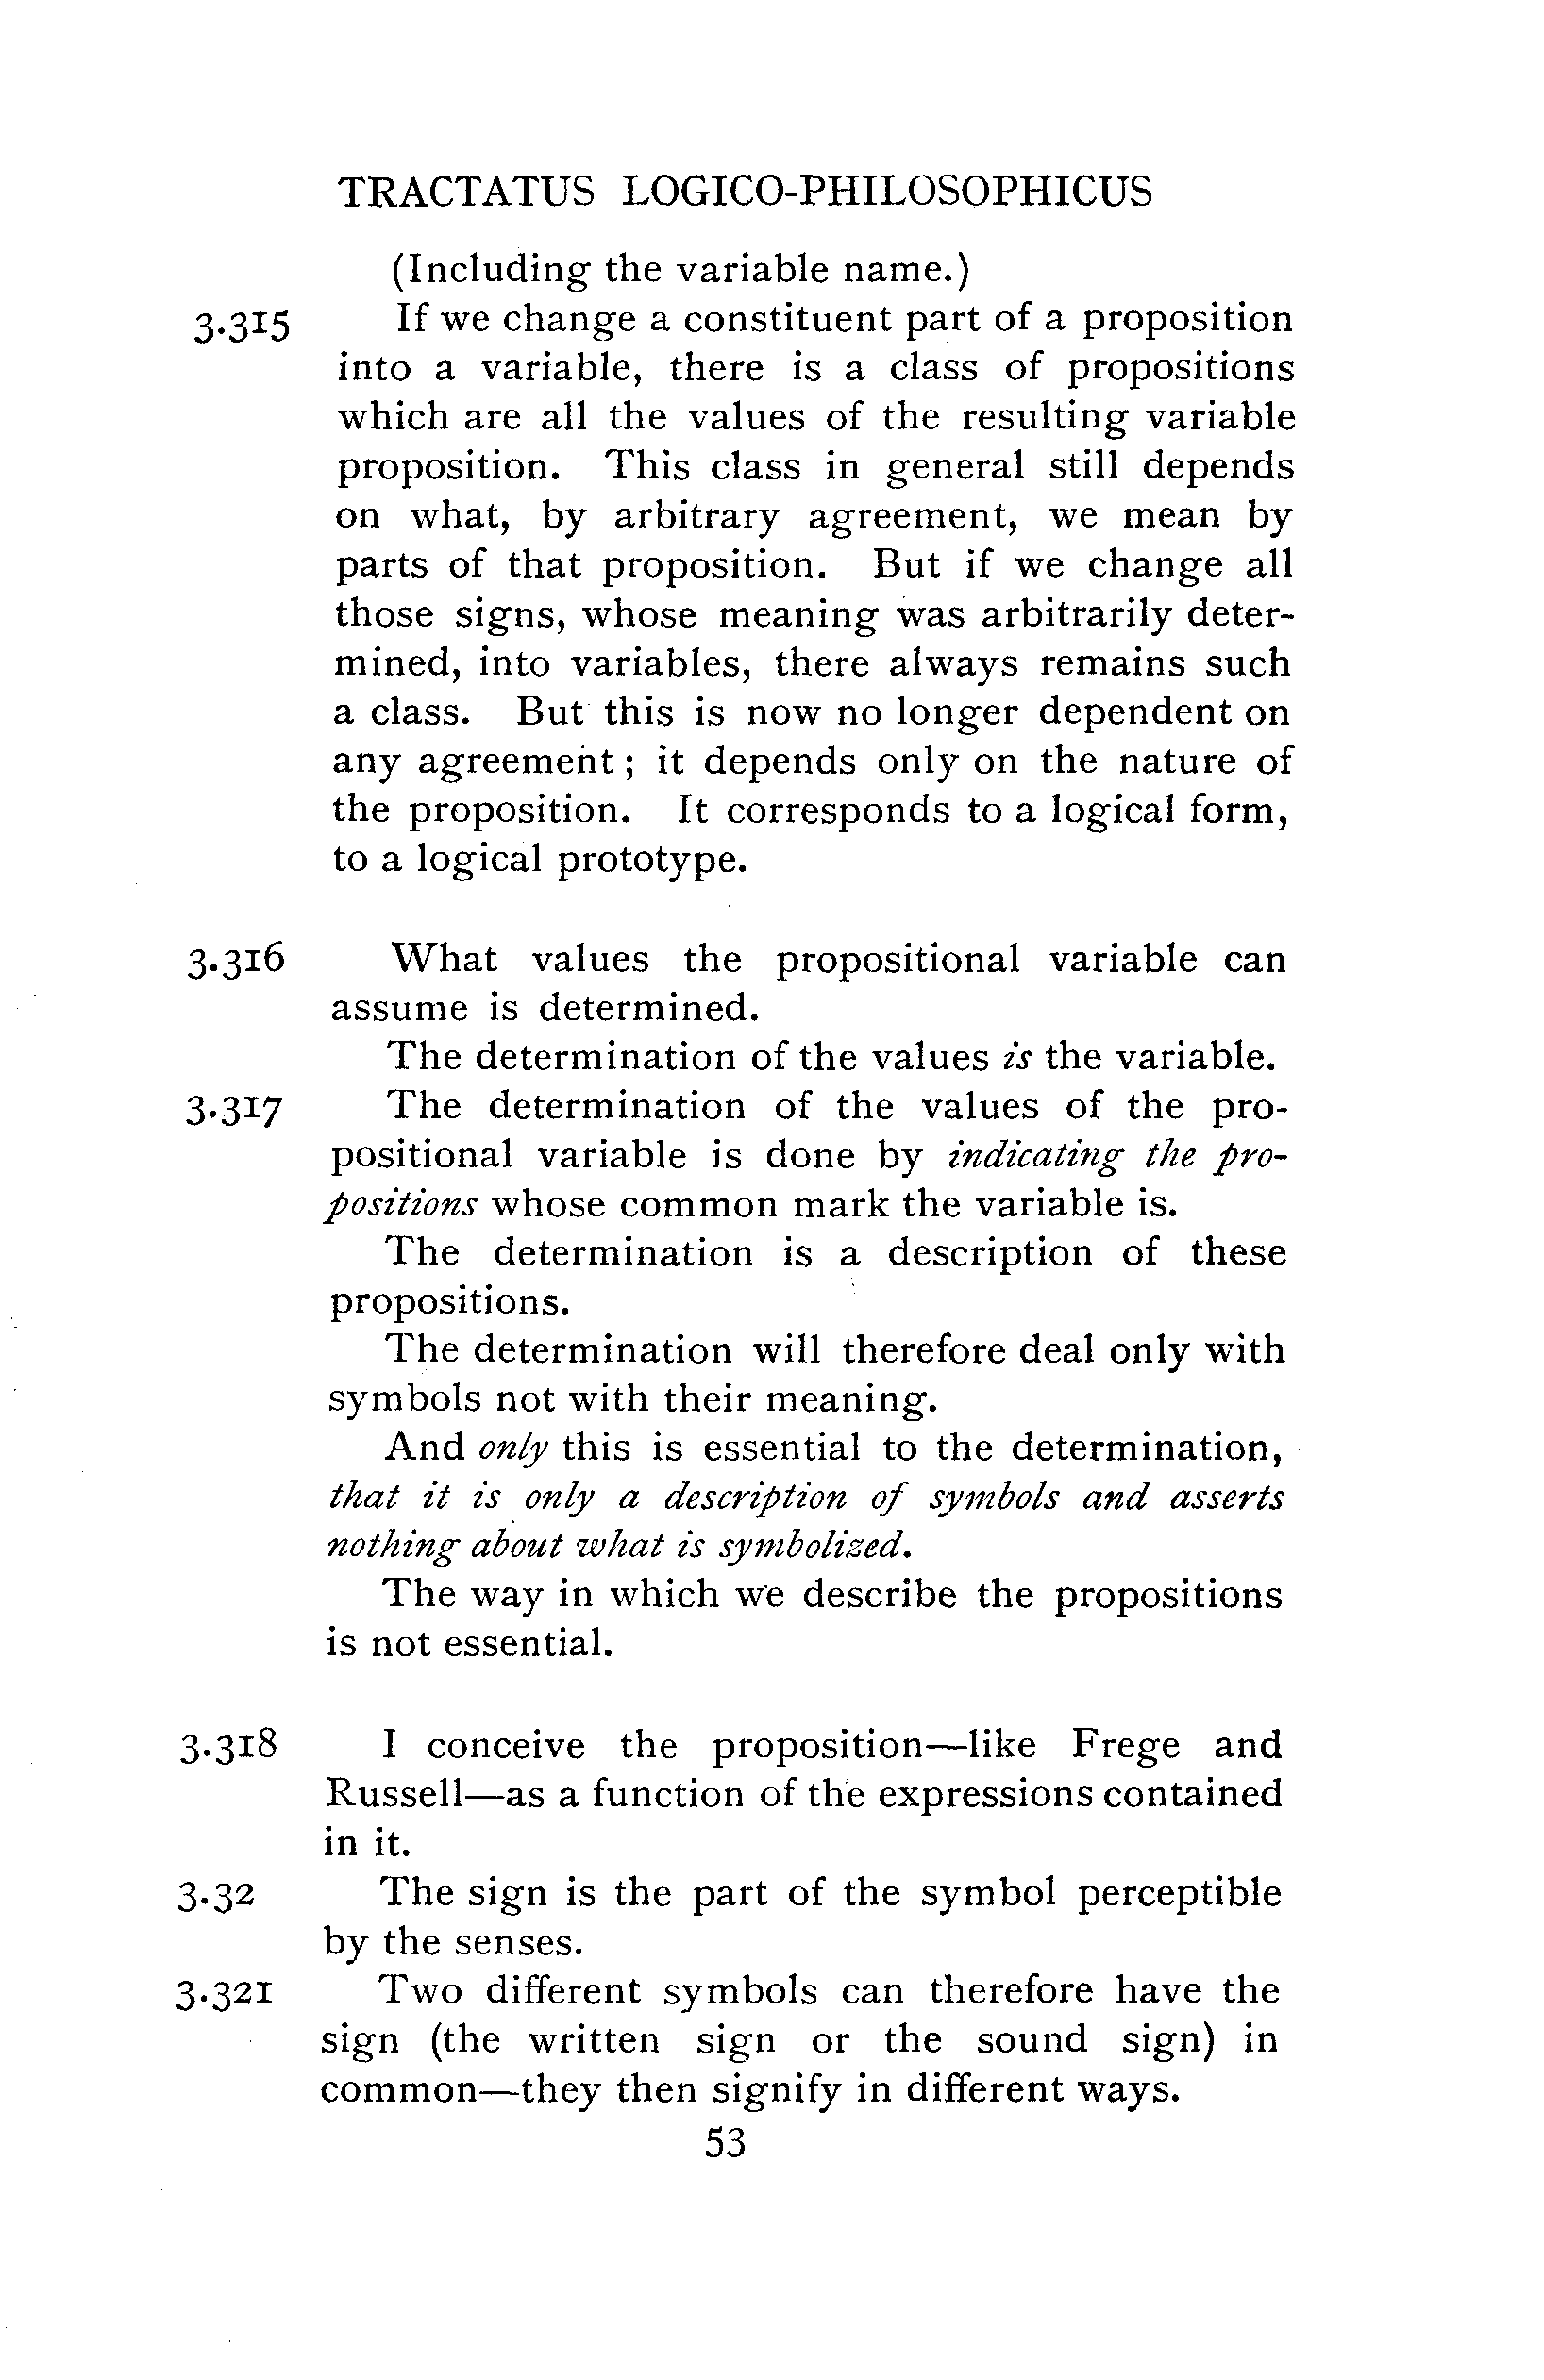 TRACTATUS LOGICO-PHILOSOPHICUS
(Including the variable name.)
3·315 If we change a constituent part of a proposition
into a variable, there is a class of propositions
which are all the values of the resulting variable
proposition. This class in general still depends
on what, by arbitrary agreement, we mean by
parts of that proposition. But if we change all
those signs, whose meaning was arbitrarily deter-
mined, into variables, there always remains such
a class. But this is now no longer dependent on
any agreement; it depends only on the nature of
the proposition. It corresponds to a logical form,
to a logical prototype.
3·316 What values the propositional variable can
assume is determined.
The determination of the values is the variable.
3·317 The determination of the values of the pro-
positional variable is done by indicating the pro-
positions whose common mark the variable is.
The determination is a description of these
propositions.
The determination will therefore deal only with
symbols not with their meaning.
And only this is essential to the determination,
that it is only a description of symbols and asserts
nothing about what is symbolized.
The way in which we describe the propositions
is not essential.
3·318 I conceive the proposition—like Frege and
Russell—as a function of the expressions contained
in it.
3·32 The sign is the part of the symbol perceptible
by the senses.
3·321 Two different symbols can therefore have the
sign (the written sign or the sound sign) in
common—they then signify in different ways.
53